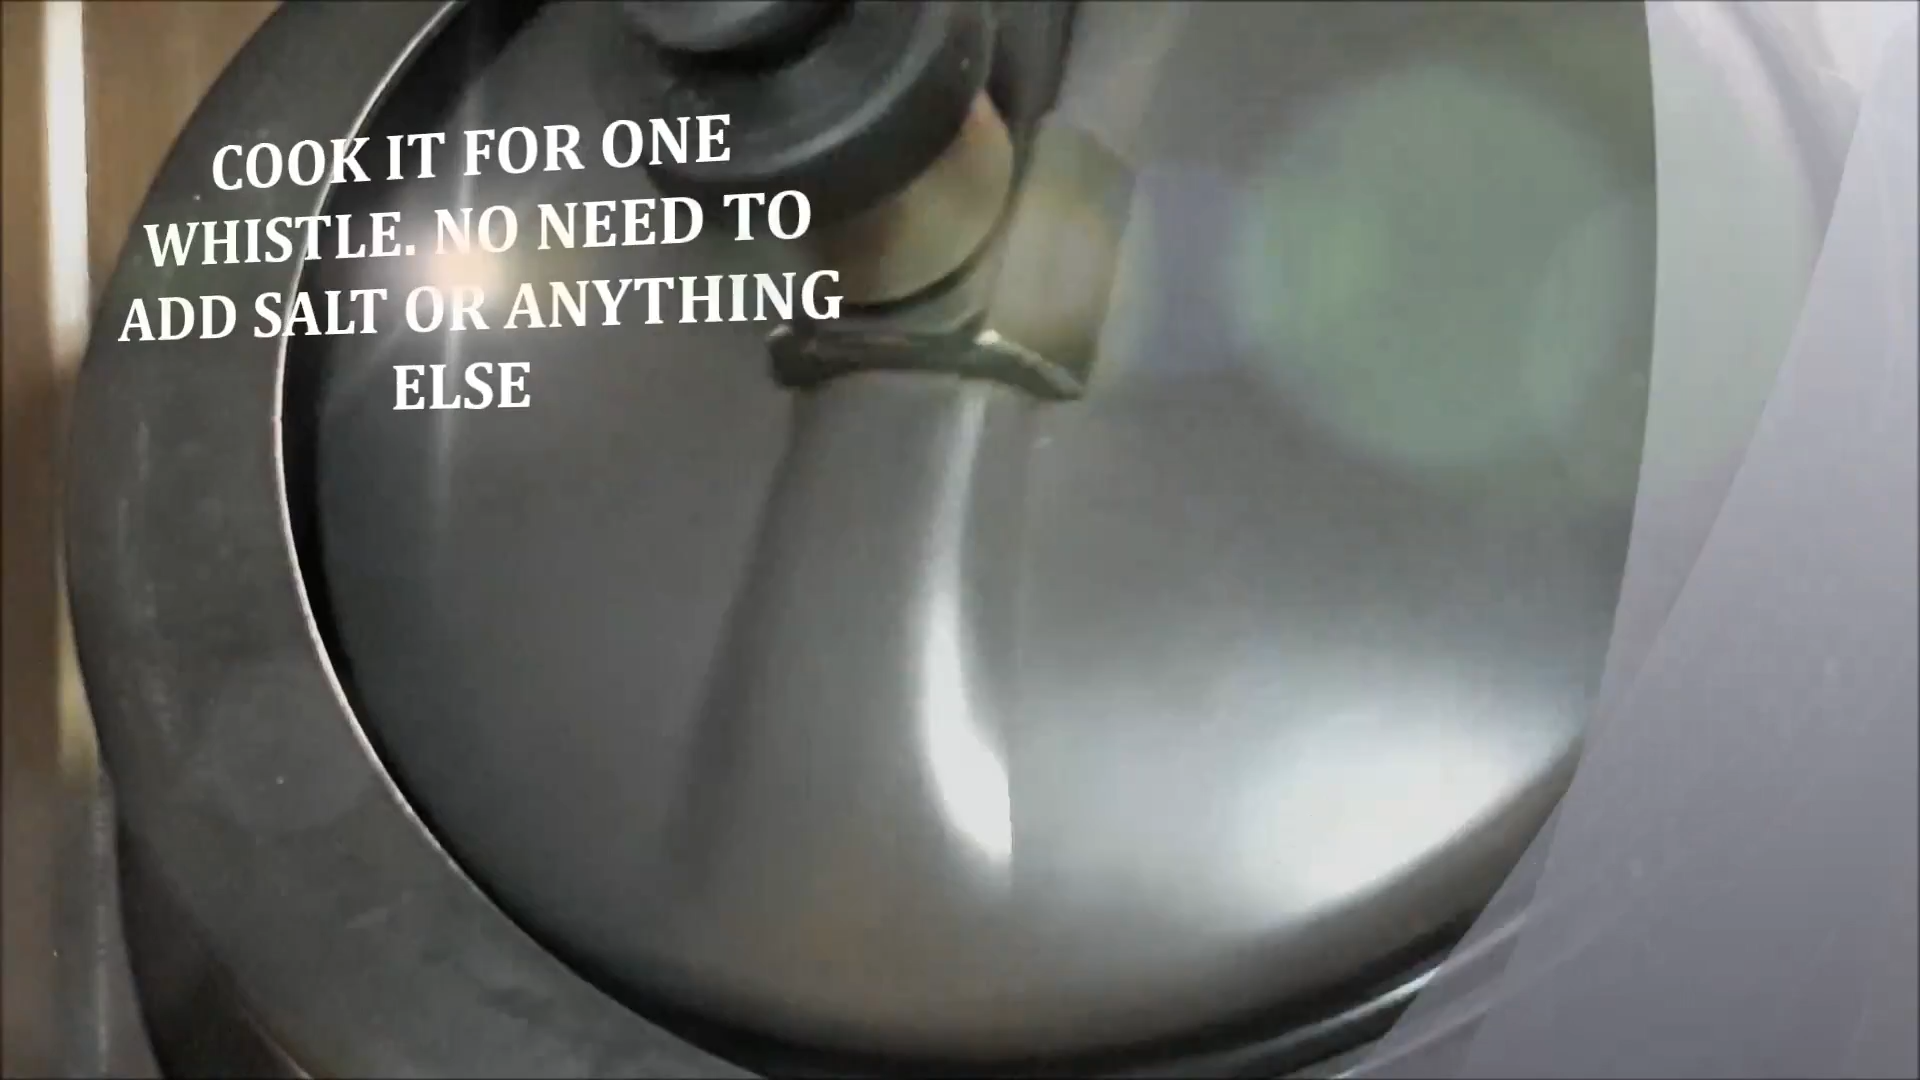 COOK IT FOR ONE
WHISTLE. NO NEED TO
ADD SALT OR ANYTHING
ELSE